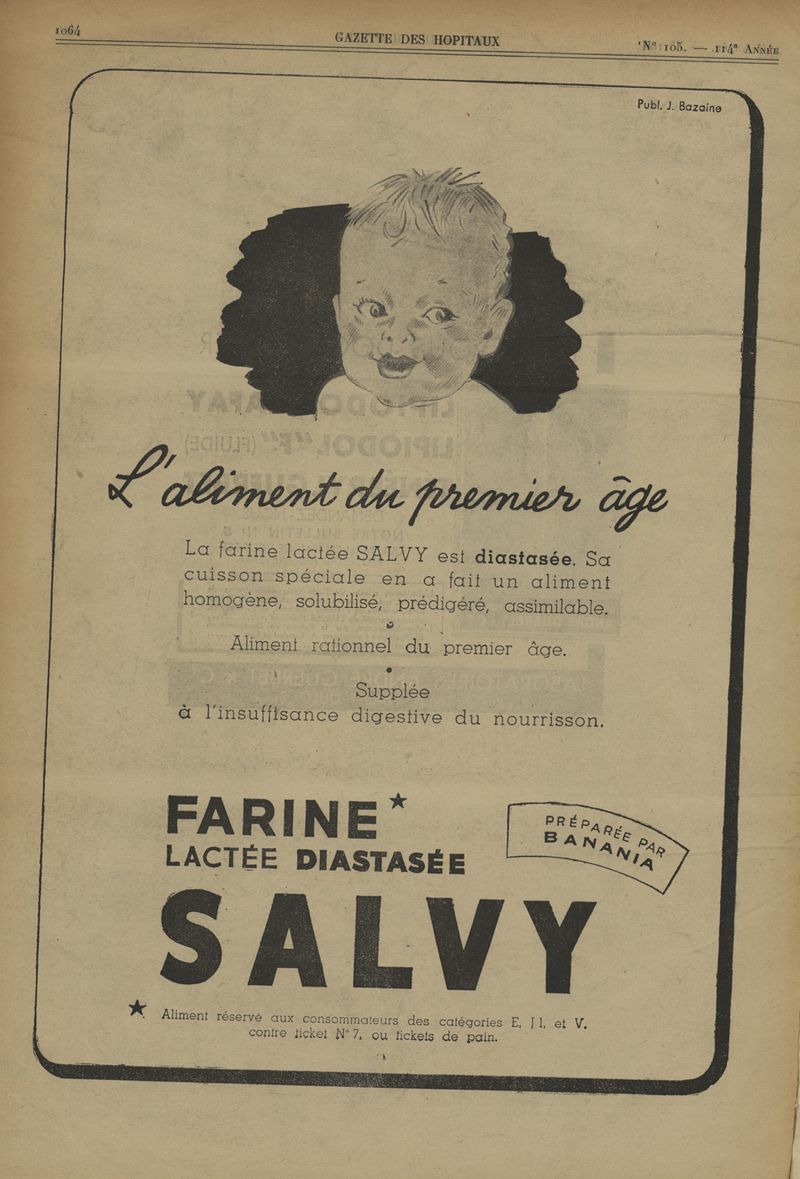 1064
GAZETTE DES HOPITAUX
N° 105. — 114e ANNÉE
Publ. J. Bazaine
L'aliment du premier âge
La farine lactée SALVY est diastasée. Sa
cuisson spéciale en a fait un aliment
homogène, solubilisé, prédigéré, assimilable.
Aliment rationnel du premier âge.
Supplée
à l'insuffisance digestive du nourrisson.
FARINE★
LACTÉE DIASTASÉE
SALVY
PRÉPARÉE PAR
BANANIA
★ Aliment réservé aux consommateurs des catégories E, J 1, et V.
contre ticket N° 7, ou tickets de pain.